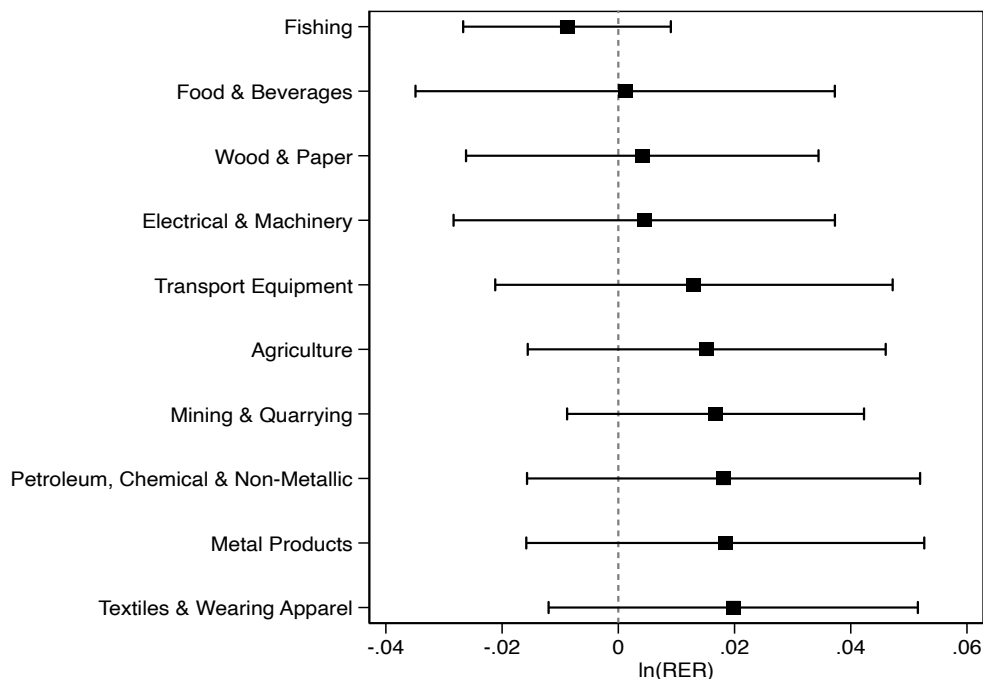 Fishing
Food & Beverages
Wood & Paper
Electrical & Machinery
Transport Equipment
Agriculture
Mining & Quarrying
Petroleum, Chemical & Non-Metallic
Metal Products
Textiles & Wearing Apparel
-.04 -.02 0 .02 .04 .06
ln(RER)